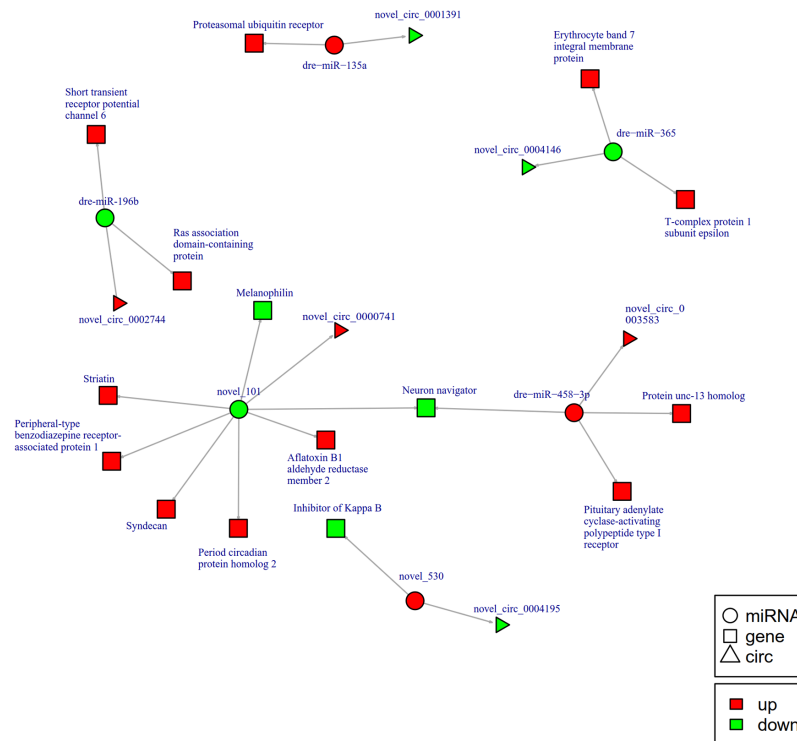 novel_circ_0001391
Proteasomal ubiquitin receptor
dre−miR−135a
Erythrocyte band 7
integral membrane
protein
Short transient
receptor potential
channel 6
dre−miR−365
novel_circ_0004146
dre-miR-196b
T-complex protein 1
subunit epsilon
Ras association
domain-containing
protein
Melanophilin
novel_circ_0002744
novel_circ_0000741
novel_circ_0
003583
Striatin
novel_101
Neuron navigator
dre−miR−458−3p
Protein unc-13 homolog
Peripheral-type
benzodiazepine receptor-
associated protein 1
Aflatoxin B1
aldehyde reductase
member 2
Syndecan
Inhibitor of Kappa B
Pituitary adenylate
cyclase-activating
polypeptide type I
receptor
Period circadian
protein homolog 2
novel_530
novel_circ_0004195
miRNA
gene
circ
up
down